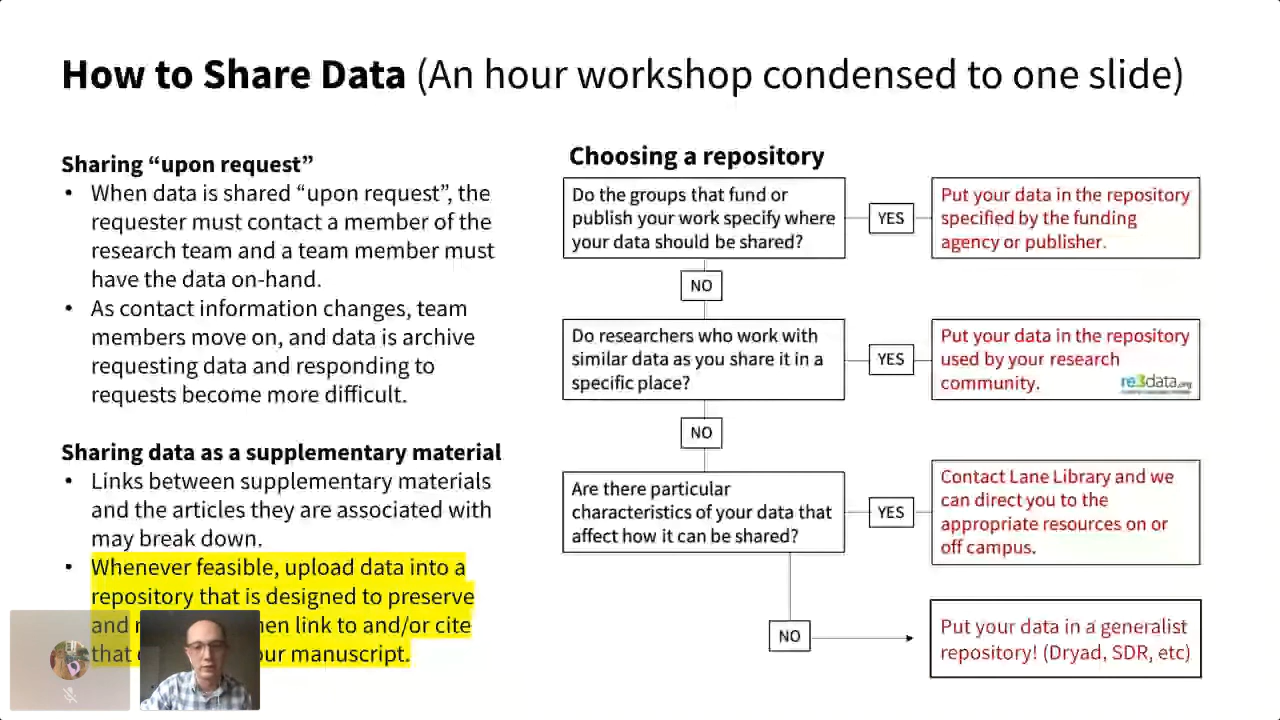 How to Share Data (An hour workshop condensed to one slide)
Sharing “upon request”
• When data is shared “upon request”, the
requester must contact a member of the
research team and a team member must
have the data on-hand.
• As contact information changes, team
members move on, and data is archive
requesting data and responding to
requests become more difficult.
Sharing data as a supplementary material
• Links between supplementary materials
and the articles they are associated with
may break down.
• Whenever feasible, upload data into a
repository that is designed to preserve
and link to and/or cite
that manuscript.
Choosing a repository
Do the groups that fund or
publish your work specify where
your data should be shared?
YES
Put your data in the repository
specified by the funding
agency or publisher.
NO
Do researchers who work with
similar data as you share it in a
specific place?
YES
Put your data in the repository
used by your research
community.
re3data.org
NO
Are there particular
characteristics of your data that
affect how it can be shared?
YES
Contact Lane Library and we
can direct you to the
appropriate resources on or
off campus.
NO
Put your data in a generalist
repository! (Dryad, SDR, etc)